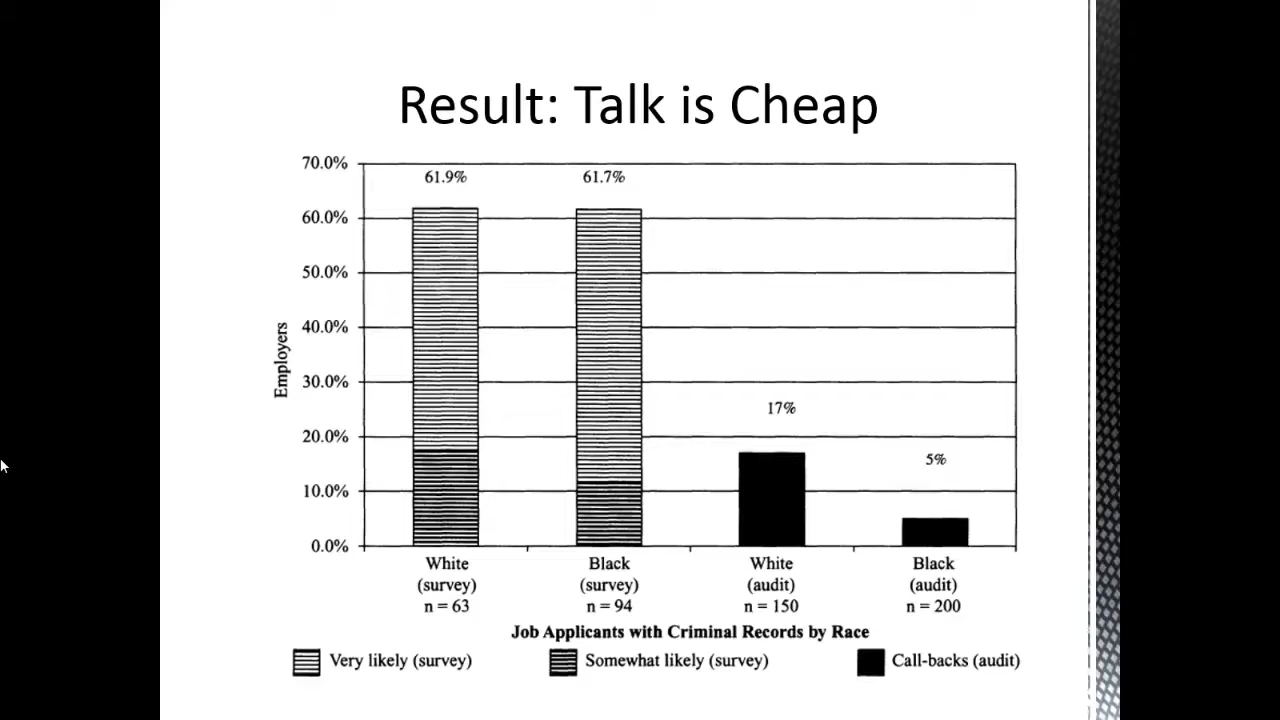 Result: Talk is Cheap
70.0%
61.9%
61.7%
60.0%
50.0%
40.0%
Employers
30.0%
17%
20.0%
5%
10.0%
0.0%
White
(survey)
n = 63
Black
(survey)
n = 94
White
(audit)
n = 150
Black
(audit)
n = 200
Job Applicants with Criminal Records by Race
Very likely (survey)
Somewhat likely (survey)
Call-backs (audit)